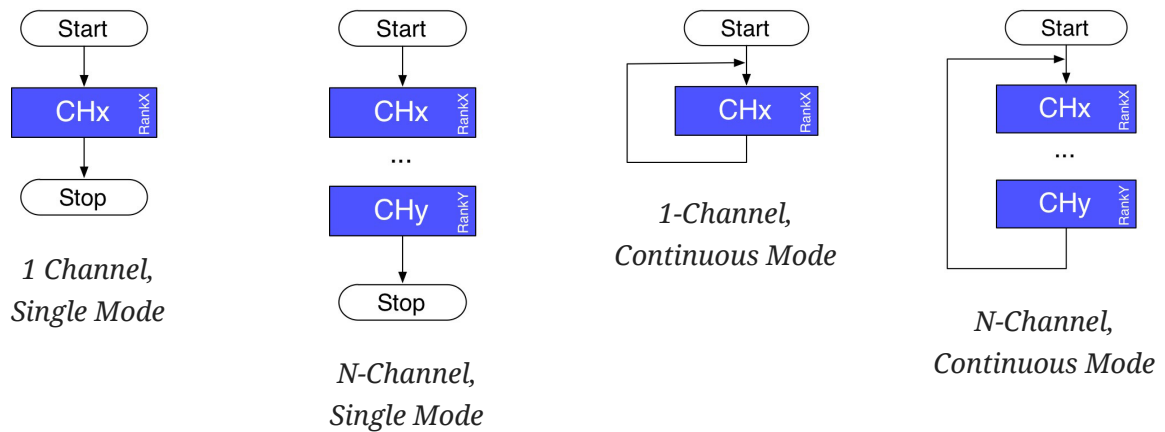 Start
CHx
RankX
Stop
1 Channel,
Single Mode
Start
CHx
RankX
...
CHy
RankY
Stop
N-Channel,
Single Mode
Start
CHx
RankX
1-Channel,
Continuous Mode
Start
CHx
RankX
...
CHy
RankY
N-Channel,
Continuous Mode